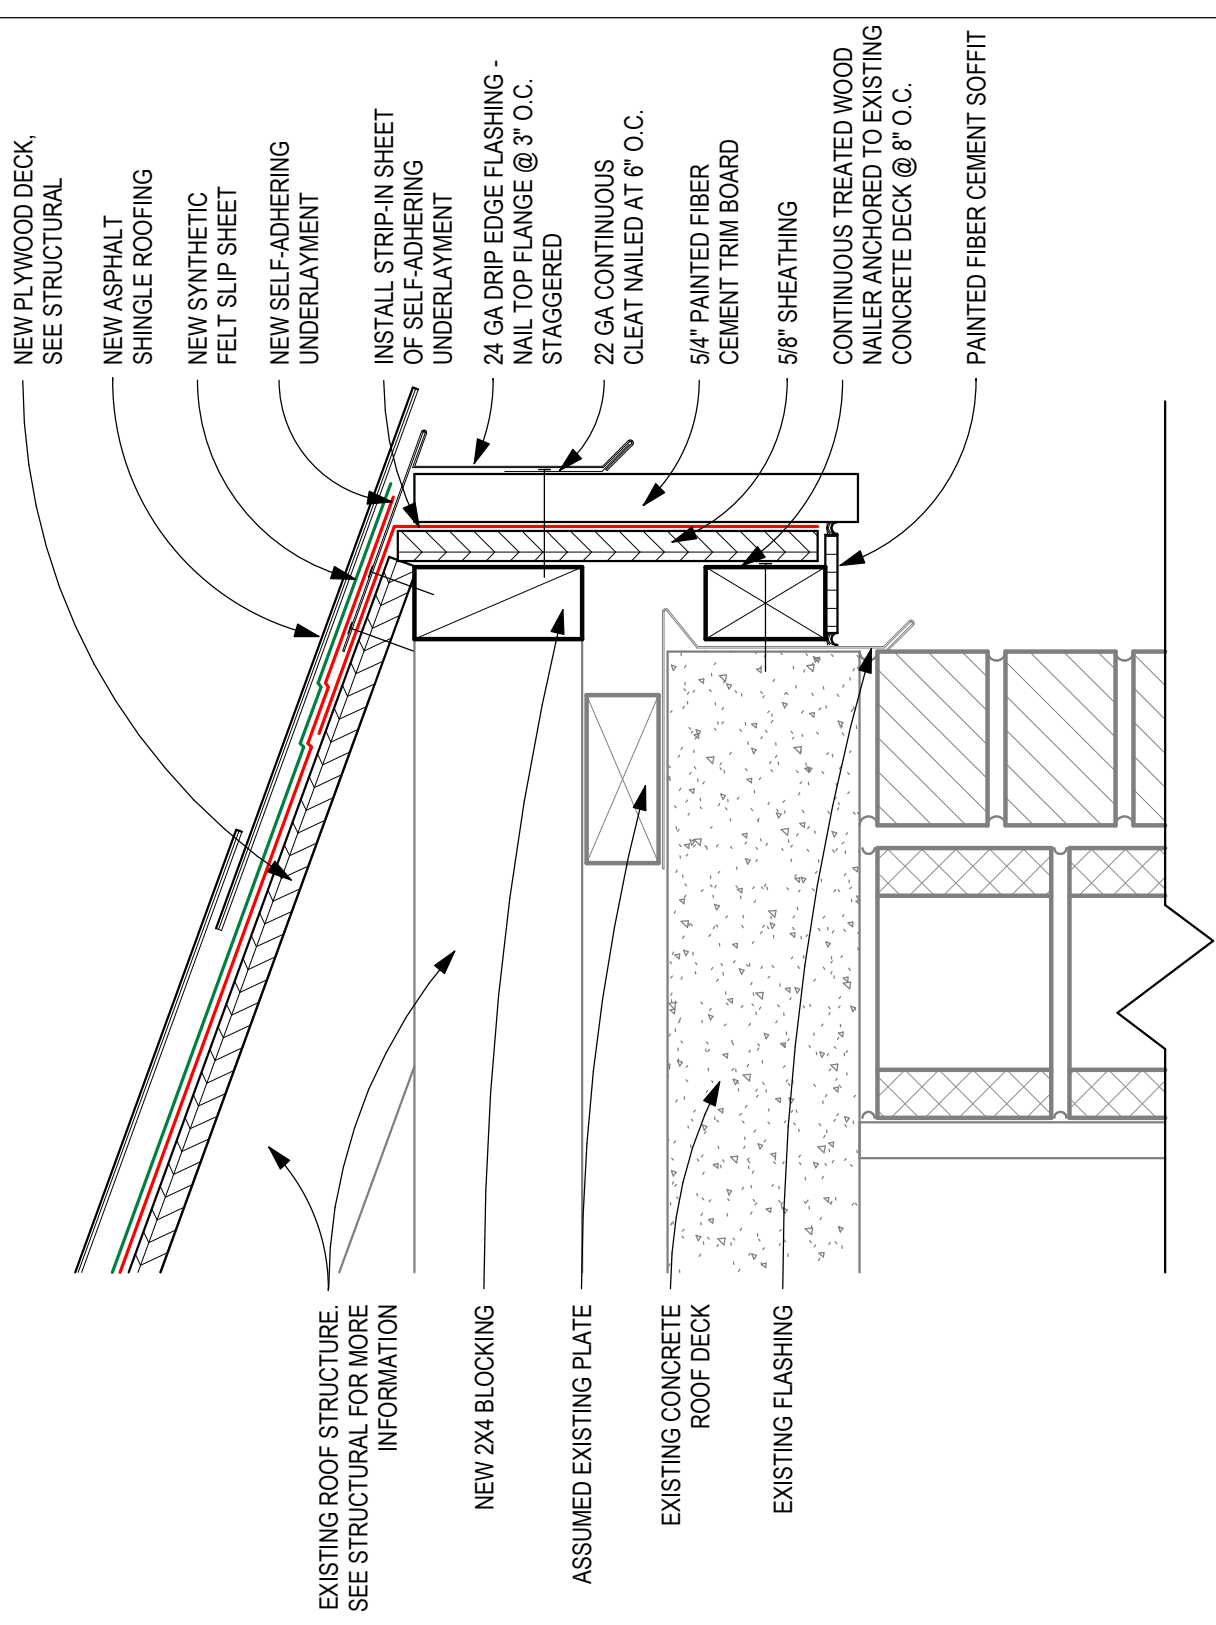 NEW PLYWOOD DECK,
SEE STRUCTURAL
NEW ASPHALT
SHINGLE ROOFING
NEW SYNTHETIC
FELT SLIP SHEET
NEW SELF-ADHERING
UNDERLAYMENT
INSTALL STRIP-IN SHEET
OF SELF-ADHERING
UNDERLAYMENT
24 GA DRIP EDGE FLASHING -
NAIL TOP FLANGE @ 3" O.C.
STAGGERED
22 GA CONTINUOUS
CLEAT NAILED AT 6" O.C.
5/4" PAINTED FIBER
CEMENT TRIM BOARD
5/8" SHEATHING
CONTINUOUS TREATED WOOD
NAILER ANCHORED TO EXISTING
CONCRETE DECK @ 8" O.C.
PAINTED FIBER CEMENT SOFFIT
EXISTING ROOF STRUCTURE.
SEE STRUCTURAL FOR MORE
INFORMATION
NEW 2X4 BLOCKING
ASSUMED EXISTING PLATE
EXISTING CONCRETE
ROOF DECK
EXISTING FLASHING